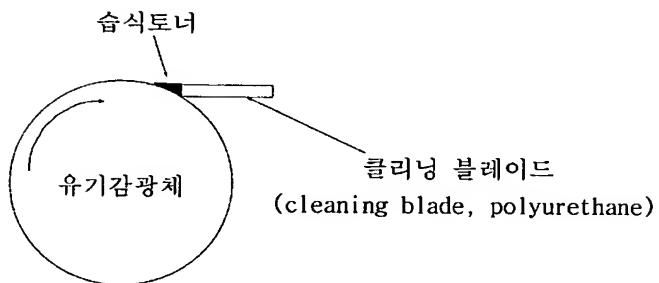 습식토너
유기감광체
클리닝 블레이드
(cleaning blade, polyurethane)